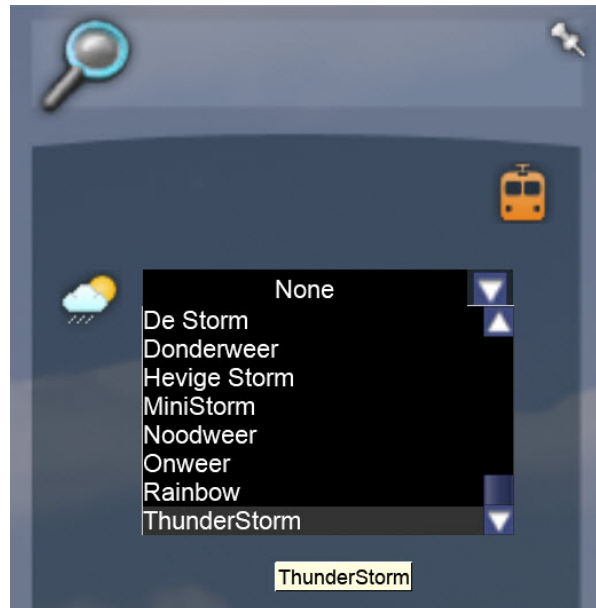 None
De Storm
Donderweer
Hevige Storm
MiniStorm
Noodweer
Onweer
Rainbow
ThunderStorm
ThunderStorm